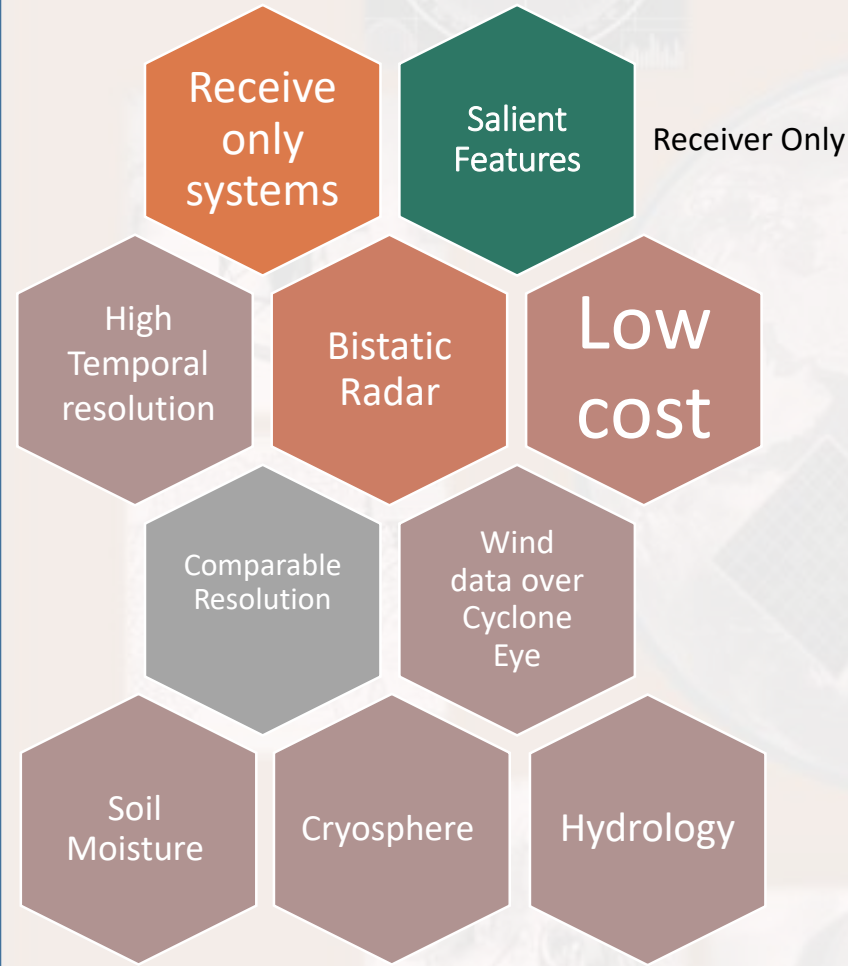 Receive
only
systems
Salient
Features
Receiver Only
High
Temporal
resolution
Bistatic
Radar
Low
cost
Comparable
Resolution
Wind
data over
Cyclone
Eye
Soil
Moisture
Cryosphere
Hydrology